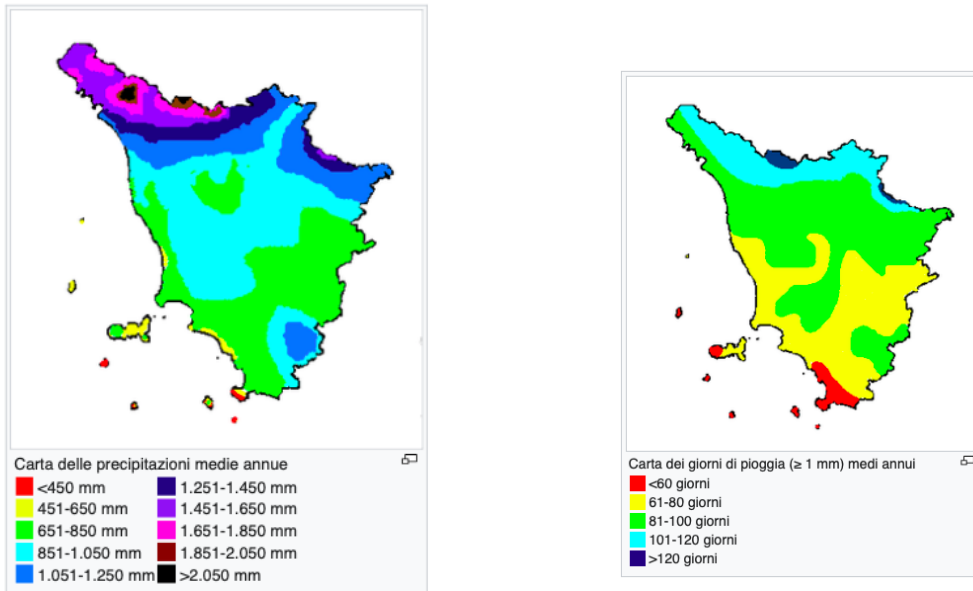 Carta delle precipitazioni medie annue
<450 mm
451-650 mm
651-850 mm
851-1.050 mm
1.051-1.250 mm
1.251-1.450 mm
1.451-1.650 mm
1.651-1.850 mm
1.851-2.050 mm
>2.050 mm
Carta dei giorni di pioggia (≥ 1 mm) medi annui
<60 giorni
61-80 giorni
81-100 giorni
101-120 giorni
>120 giorni